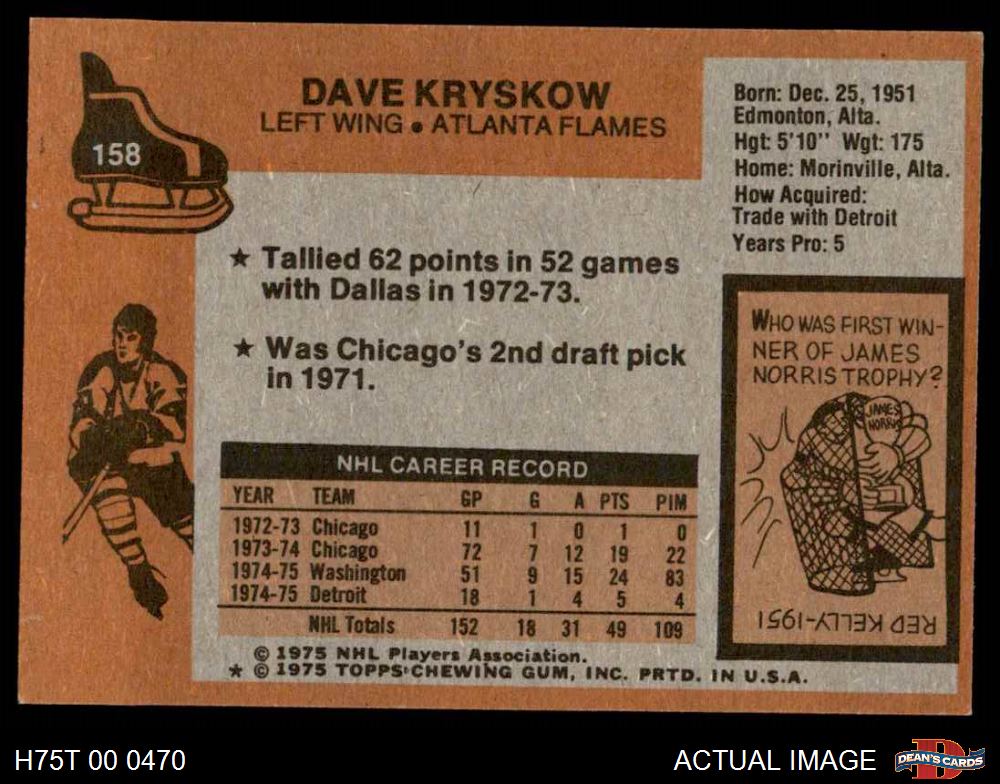 158
DAVE KRYSKOW
LEFT WING • ATLANTA FLAMES
Born: Dec. 25, 1951
Edmonton, Alta.
Hgt: 5'10" Wgt: 175
Home: Morinville, Alta.
How Acquired:
Trade with Detroit
Years Pro: 5
★ Tallied 62 points in 52 games
with Dallas in 1972-73.
★ Was Chicago's 2nd draft pick
in 1971.
WHO WAS FIRST WIN-
NER OF JAMES
NORRIS TROPHY?
JAMES
NORRIS
RED KELLY-1951
NHL CAREER RECORD
YEAR TEAM GP G A PTS PIM
1972-73 Chicago 11 1 0 1 0
1973-74 Chicago 72 7 12 19 22
1974-75 Washington 51 9 15 24 83
1974-75 Detroit 18 1 4 5 4
NHL Totals 152 18 31 49 109
© 1975 NHL Players Association.
★ © 1975 TOPPS CHEWING GUM, INC. PRTD. IN U.S.A.
H75T 00 0470
ACTUAL IMAGE
D
DEAN'S CARDS